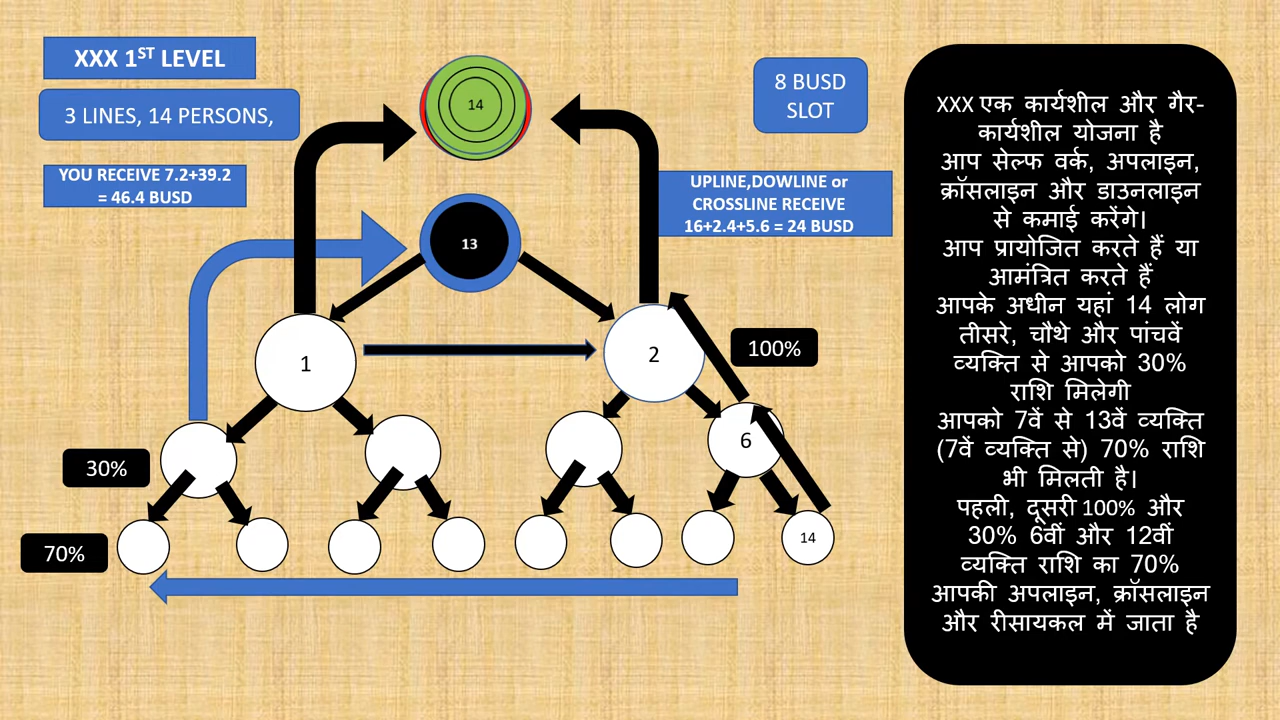 XXX 1ST LEVEL
3 LINES, 14 PERSONS,
YOU RECEIVE 7.2+39.2
= 46.4 BUSD
14
13
8 BUSD
SLOT
UPLINE,DOWLINE or
CROSSLINE RECEIVE
16+2.4+5.6 = 24 BUSD
1
2
100%
6
30%
70%
14
XXX एक कार्यशील और गैर-
कार्यशील योजना है
आप सेल्फ वर्क, अपलाइन,
क्रॉसलाइन और डाउनलाइन
से कमाई करेंगे।
आप प्रायोजित करते हैं या
आमंत्रित करते हैं
आपके अधीन यहां 14 लोग
तीसरे, चौथे और पांचवें
व्यक्ति से आपको 30%
राशि मिलेगी
आपको 7वें से 13वें व्यक्ति
(7वें व्यक्ति से) 70% राशि
भी मिलती है।
पहली, दूसरी 100% और
30% 6वीं और 12वीं
व्यक्ति राशि का 70%
आपकी अपलाइन, क्रॉसलाइन
और रीसायकल में जाता है